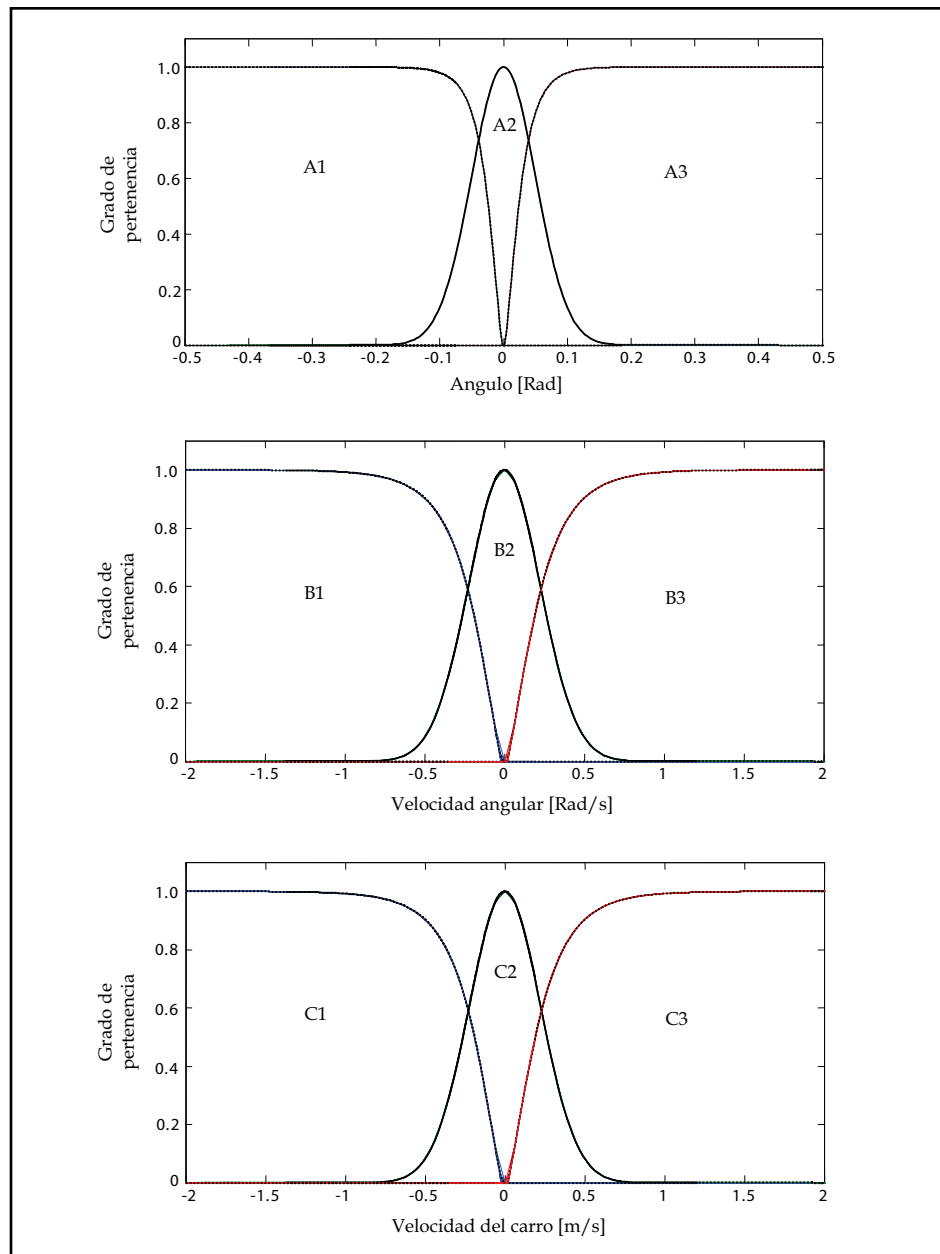 1.0
0.8
0.6
0.4
0.2
0
Grado de
pertenencia
A1
A2
A3
-0.5 -0.4 -0.3 -0.2 -0.1 0 0.1 0.2 0.3 0.4 0.5
Angulo [Rad]
1.0
0.8
0.6
0.4
0.2
0
Grado de
pertenencia
B1
B2
B3
-2 -1.5 -1 -0.5 0 0.5 1 1.5 2
Velocidad angular [Rad/s]
1.0
0.8
0.6
0.4
0.2
0
Grado de
pertenencia
C1
C2
C3
-2 -1.5 -1 -0.5 0 0.5 1 1.5 2
Velocidad del carro [m/s]